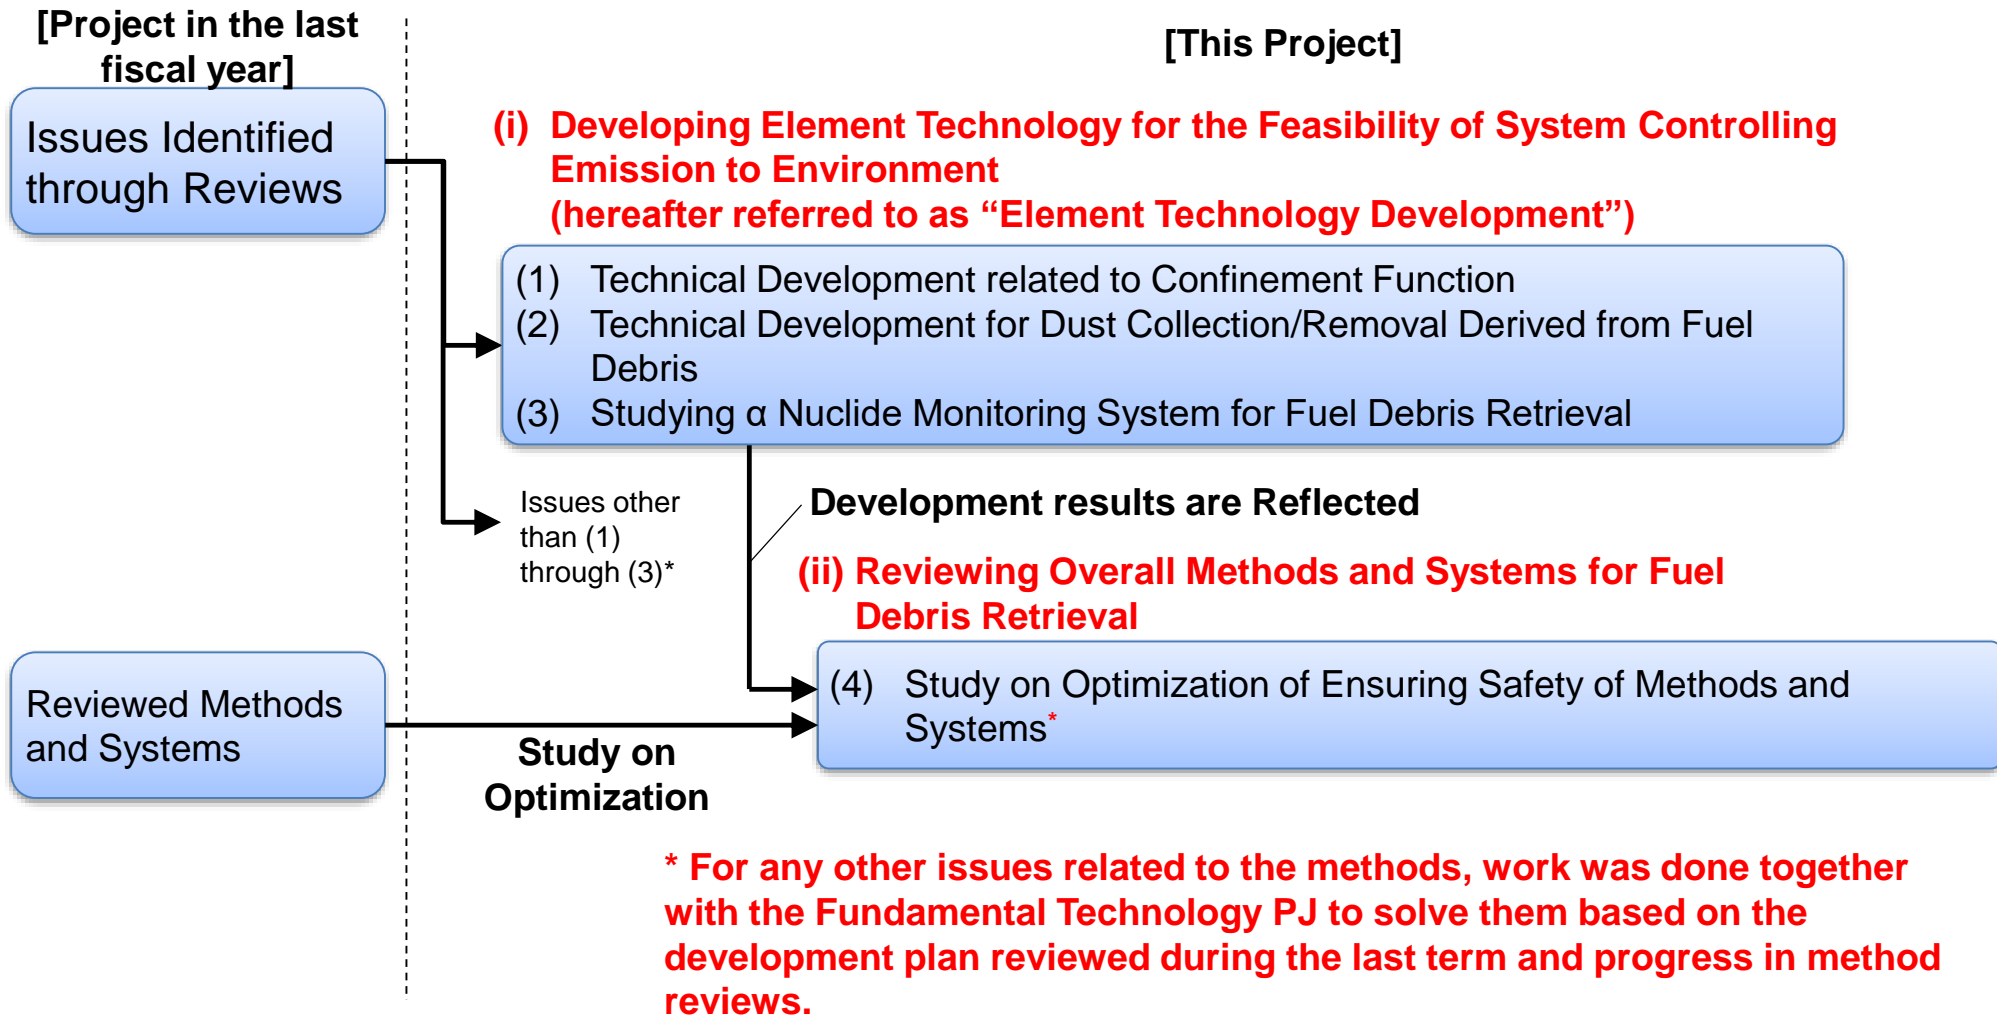 [Project in the last
fiscal year]
[This Project]
Issues Identified
through Reviews
(i) Developing Element Technology for the Feasibility of System Controlling
Emission to Environment
(hereafter referred to as “Element Technology Development”)
(1) Technical Development related to Confinement Function
(2) Technical Development for Dust Collection/Removal Derived from Fuel
Debris
(3) Studying α Nuclide Monitoring System for Fuel Debris Retrieval
Issues other
than (1)
through (3)*
Development results are Reflected
(ii) Reviewing Overall Methods and Systems for Fuel
Debris Retrieval
Reviewed Methods
and Systems
(4) Study on Optimization of Ensuring Safety of Methods and
Systems*
Study on
Optimization
* For any other issues related to the methods, work was done together
with the Fundamental Technology PJ to solve them based on the
development plan reviewed during the last term and progress in method
reviews.